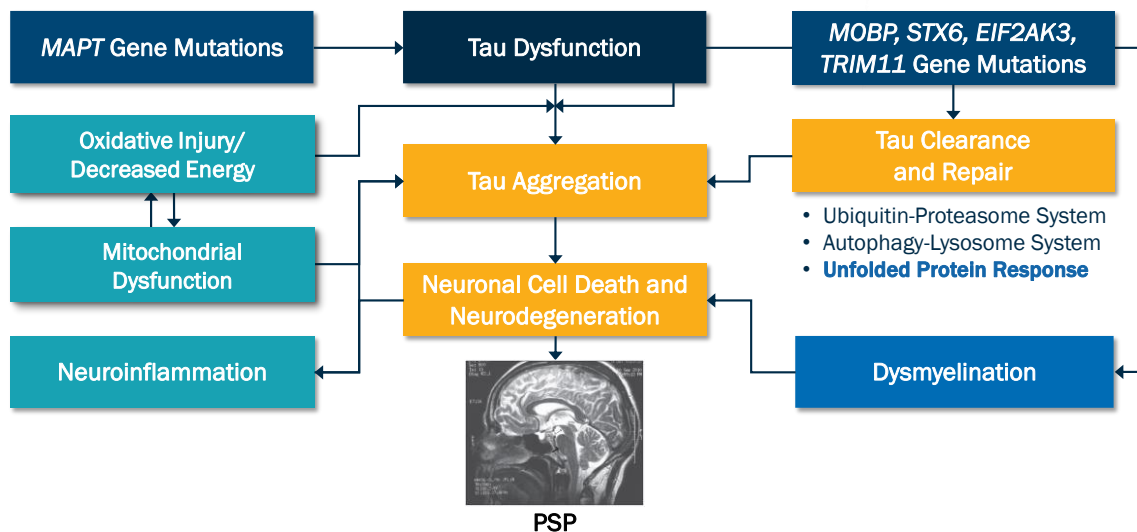 MAPT Gene Mutations
Tau Dysfunction
MOBP, STX6, EIF2AK3,
TRIM11 Gene Mutations
Oxidative Injury/
Decreased Energy
Tau Aggregation
Tau Clearance
and Repair
• Ubiquitin-Proteasome System
• Autophagy-Lysosome System
• Unfolded Protein Response
Mitochondrial
Dysfunction
Neuronal Cell Death and
Neurodegeneration
Neuroinflammation
Dysmyelination
PSP